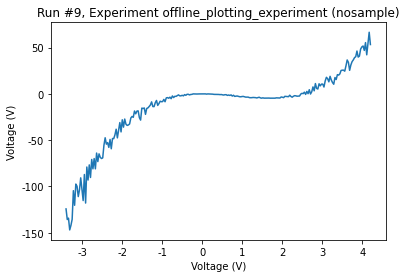 Run #9, Experiment offline_plotting_experiment (nosample)
Voltage (V)
50
0
-50
-100
-150
-3 -2 -1 0 1 2 3 4
Voltage (V)